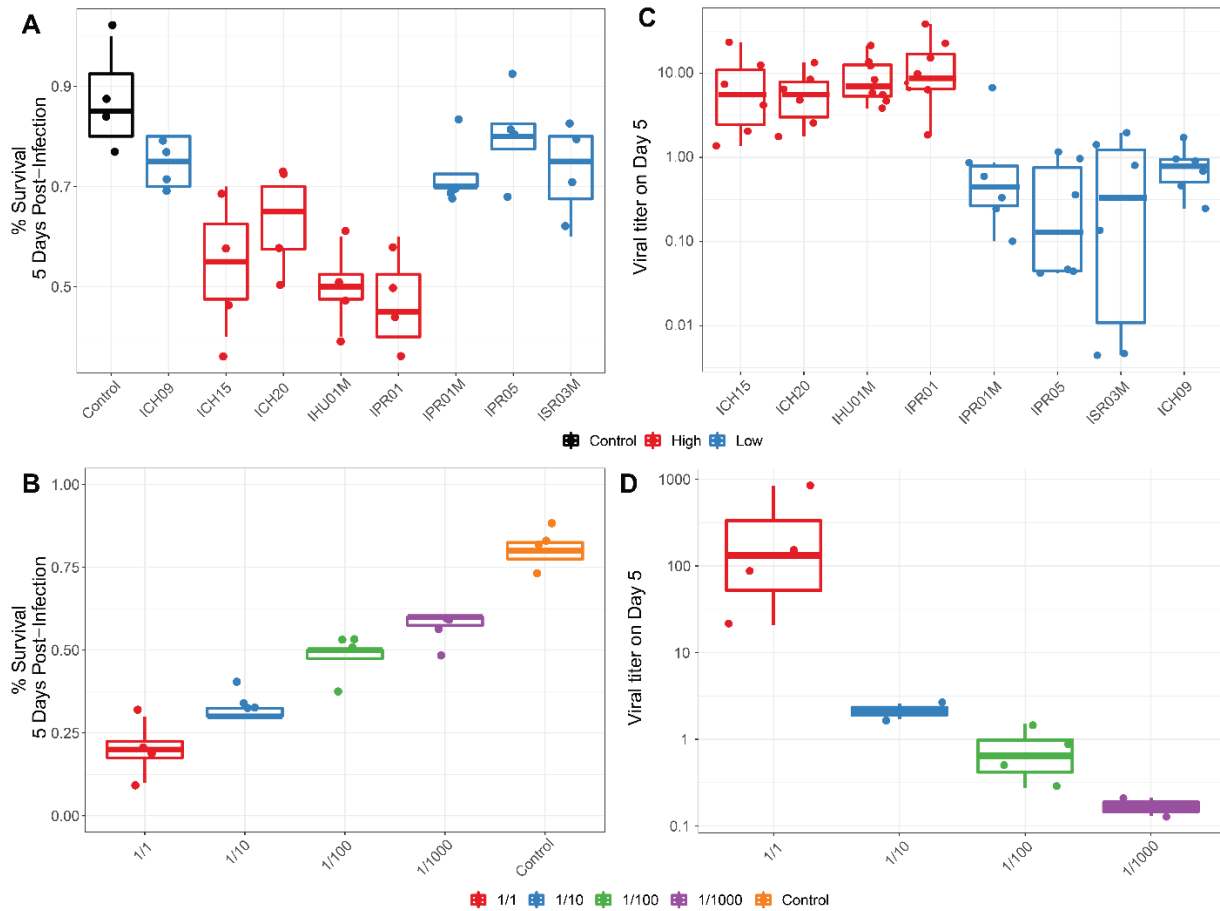 A
% Survival
5 Days Post-Infection
0.9
0.7
0.5
Control
ICH09
ICH15
ICH20
IHU01M
IPR01
IPR01M
IPR05
ISR03M
C
Viral titer on Day 5
10.00
1.00
0.10
0.01
ICH15
ICH20
IHU01M
IPR01
IPR01M
IPR05
ISR03M
ICH09
Control High Low
B
% Survival
5 Days Post-Infection
1.00
0.75
0.50
0.25
0.00
1/1
1/10
1/100
1/1000
Control
D
Viral titer on Day 5
1000
100
10
1
0.1
1/1
1/10
1/100
1/1000
1/1 1/10 1/100 1/1000 Control